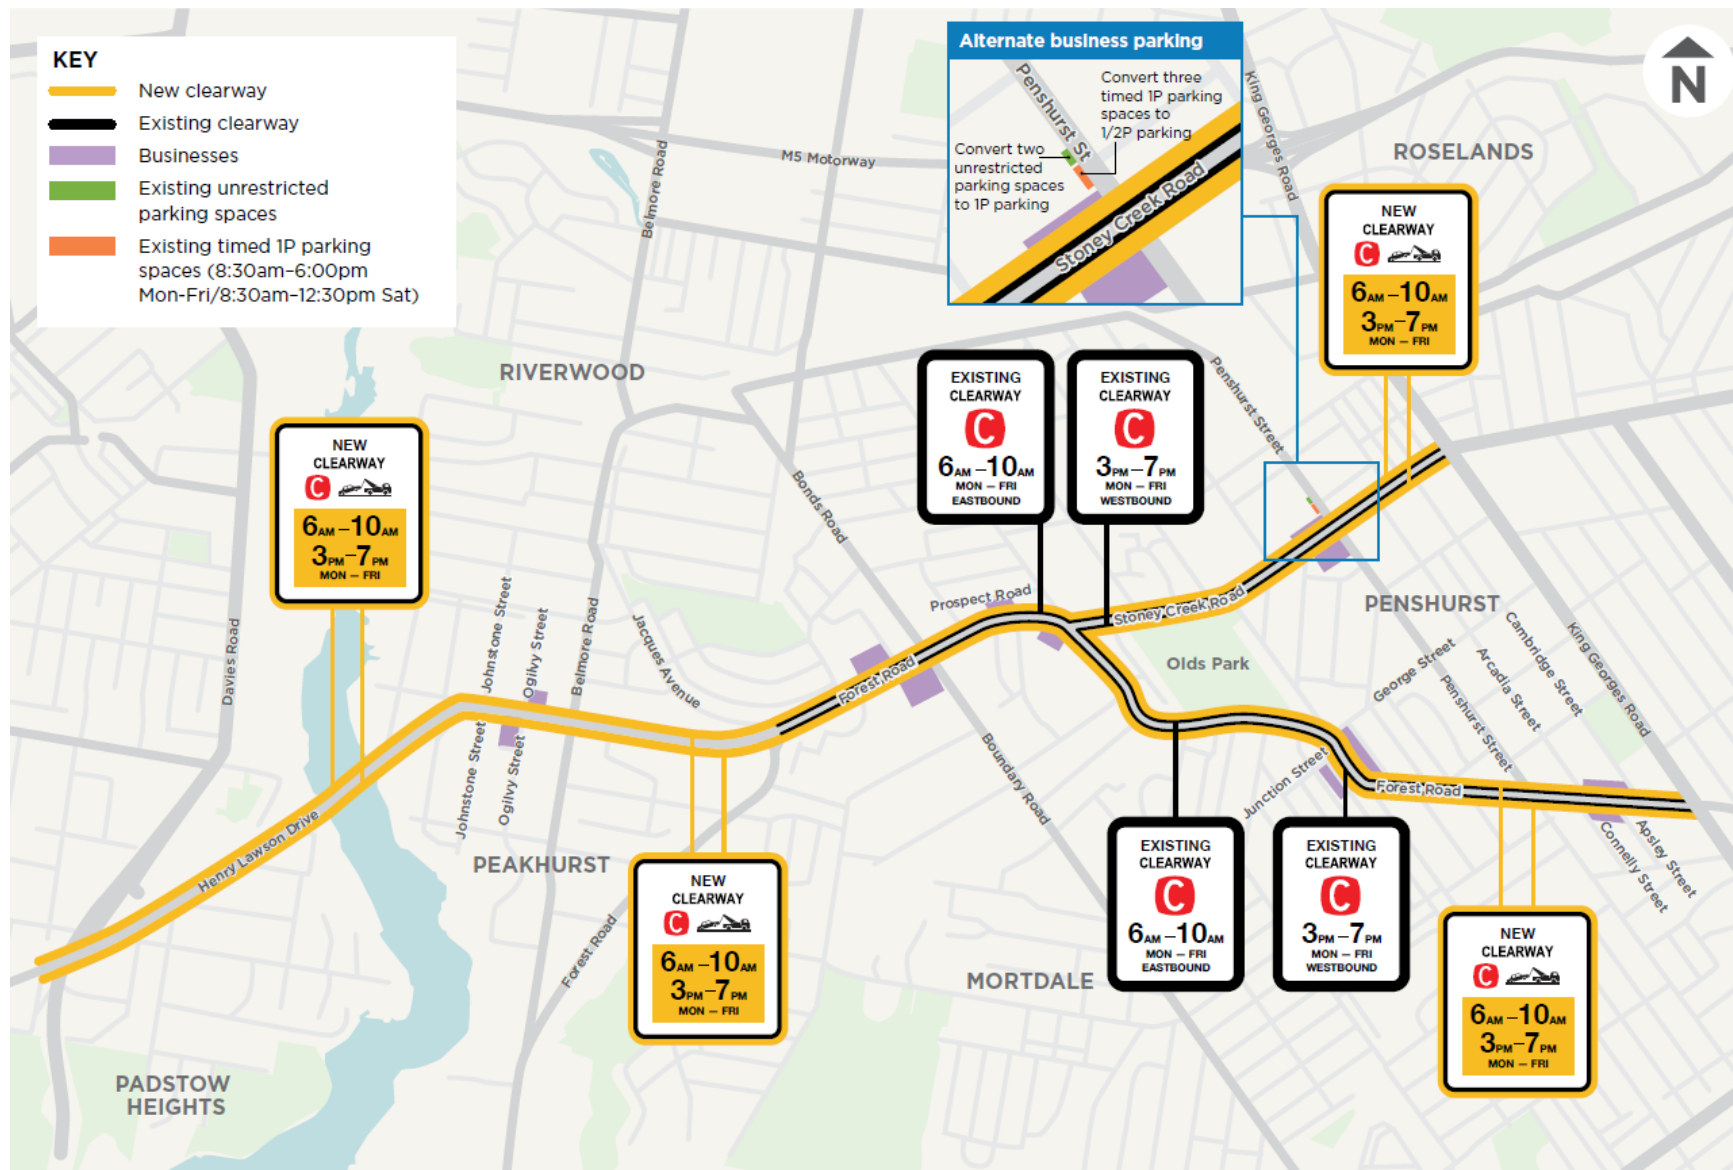 KEY
New clearway
Existing clearway
Businesses
Existing unrestricted
parking spaces
Existing timed 1P parking
spaces (8:30am–6:00pm
Mon-Fri/8:30am–12:30pm Sat)
Alternate business parking
Penshurst St
Convert three
timed 1P parking
spaces to
1/2P parking
Convert two
unrestricted
parking spaces
to 1P parking
Stoney Creek Road
King Georges Road
N
ROSELANDS
M5 Motorway
Belmore Road
NEW
CLEARWAY
C
6AM–10AM
3PM–7PM
MON – FRI
RIVERWOOD
EXISTING
CLEARWAY
C
6AM–10AM
MON – FRI
EASTBOUND
EXISTING
CLEARWAY
C
3PM–7PM
MON – FRI
WESTBOUND
Penshurst Street
NEW
CLEARWAY
C
6AM–10AM
3PM–7PM
MON – FRI
Bonds Road
Davies Road
Johnstone Street
Ogilvy Street
Belmore Road
Jacques Avenue
Prospect Road
Stoney Creek Road
PENSHURST
Olds Park
Forest Road
George Street
Penshurst Street
Arcadia Street
Cambridge Street
King Georges Road
Johnstone Street
Ogilvy Street
Boundary Road
Junction Street
Forest Road
Henry Lawson Drive
PEAKHURST
Connelly Street
Apsley Street
NEW
CLEARWAY
C
6AM–10AM
3PM–7PM
MON – FRI
Forest Road
EXISTING
CLEARWAY
C
6AM–10AM
MON – FRI
EASTBOUND
EXISTING
CLEARWAY
C
3PM–7PM
MON – FRI
WESTBOUND
NEW
CLEARWAY
C
6AM–10AM
3PM–7PM
MON – FRI
MORTDALE
PADSTOW
HEIGHTS